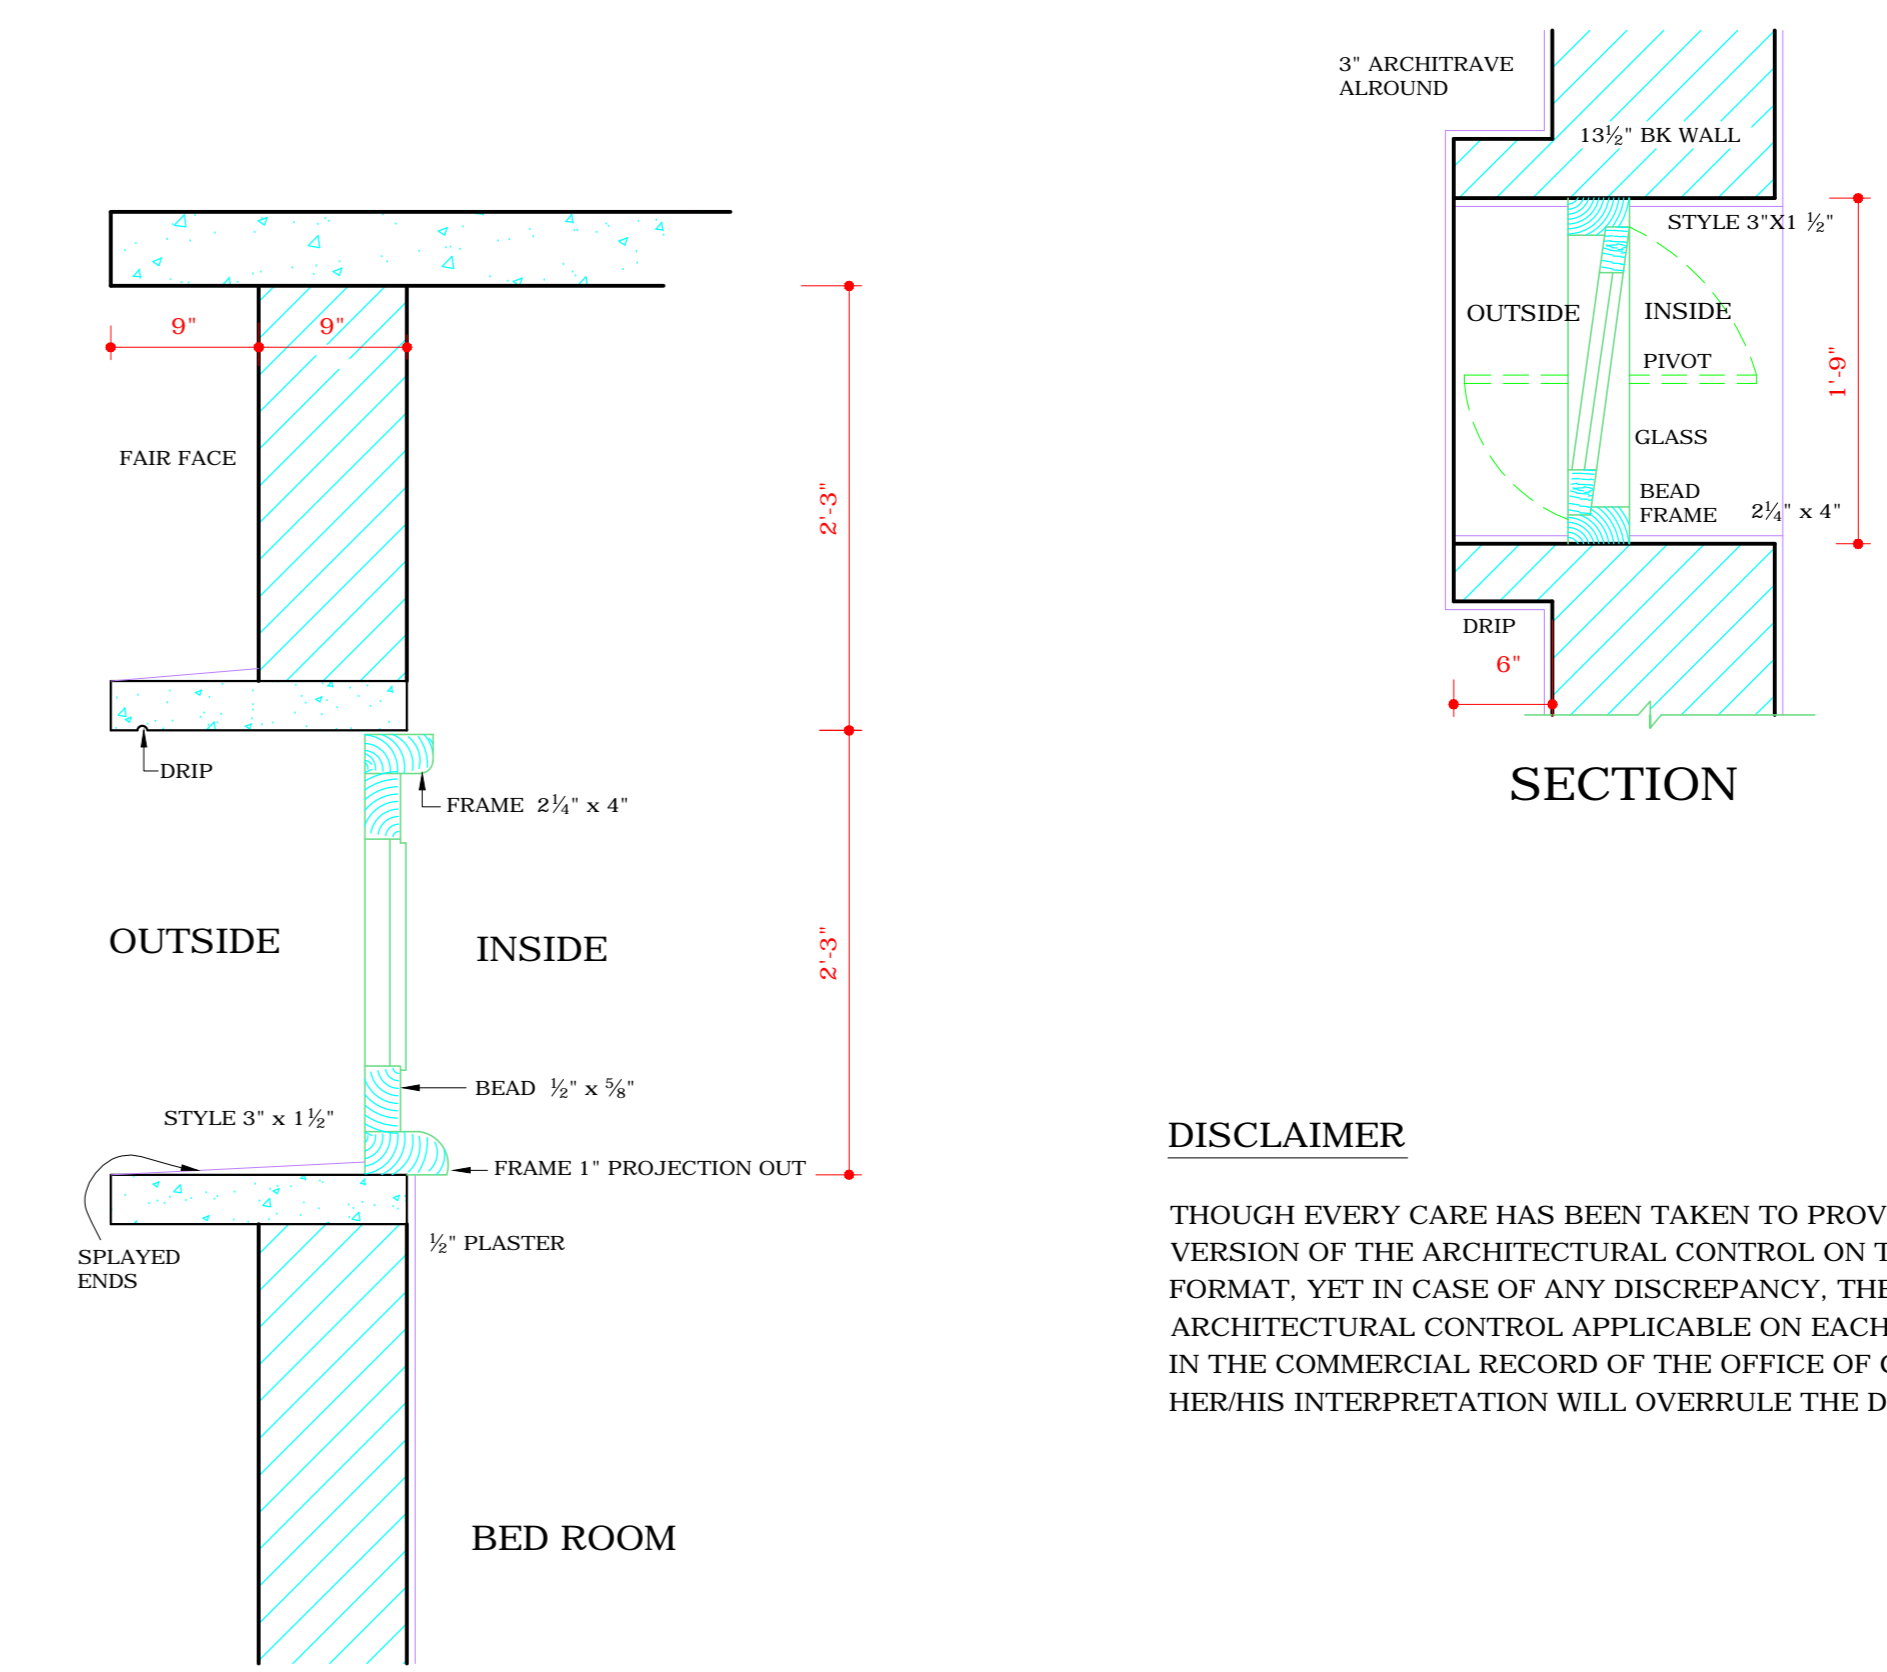 9"
9"
FAIR FACE
2'-3"
DRIP
FRAME 2¼" x 4"
OUTSIDE
INSIDE
2'-3"
BEAD ½" x ⅝"
STYLE 3" x 1½"
FRAME 1" PROJECTION OUT
½" PLASTER
SPLAYED
ENDS
BED ROOM
3" ARCHITRAVE
ALROUND
13½" BK WALL
STYLE 3"X1 ½"
OUTSIDE
INSIDE
PIVOT
1'-9"
GLASS
BEAD
FRAME 2¼" x 4"
DRIP
6"
SECTION
DISCLAIMER
THOUGH EVERY CARE HAS BEEN TAKEN TO PROV
VERSION OF THE ARCHITECTURAL CONTROL ON T
FORMAT, YET IN CASE OF ANY DISCREPANCY, THE
ARCHITECTURAL CONTROL APPLICABLE ON EACH
IN THE COMMERCIAL RECORD OF THE OFFICE OF
HER/HIS INTERPRETATION WILL OVERRULE THE D